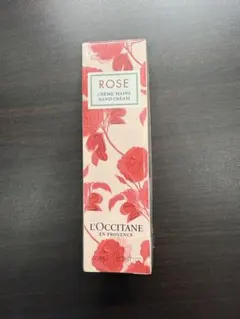 ROSE
CRÈME MAINS
HAND CREAM
L'OCCITANE
EN PROVENCE